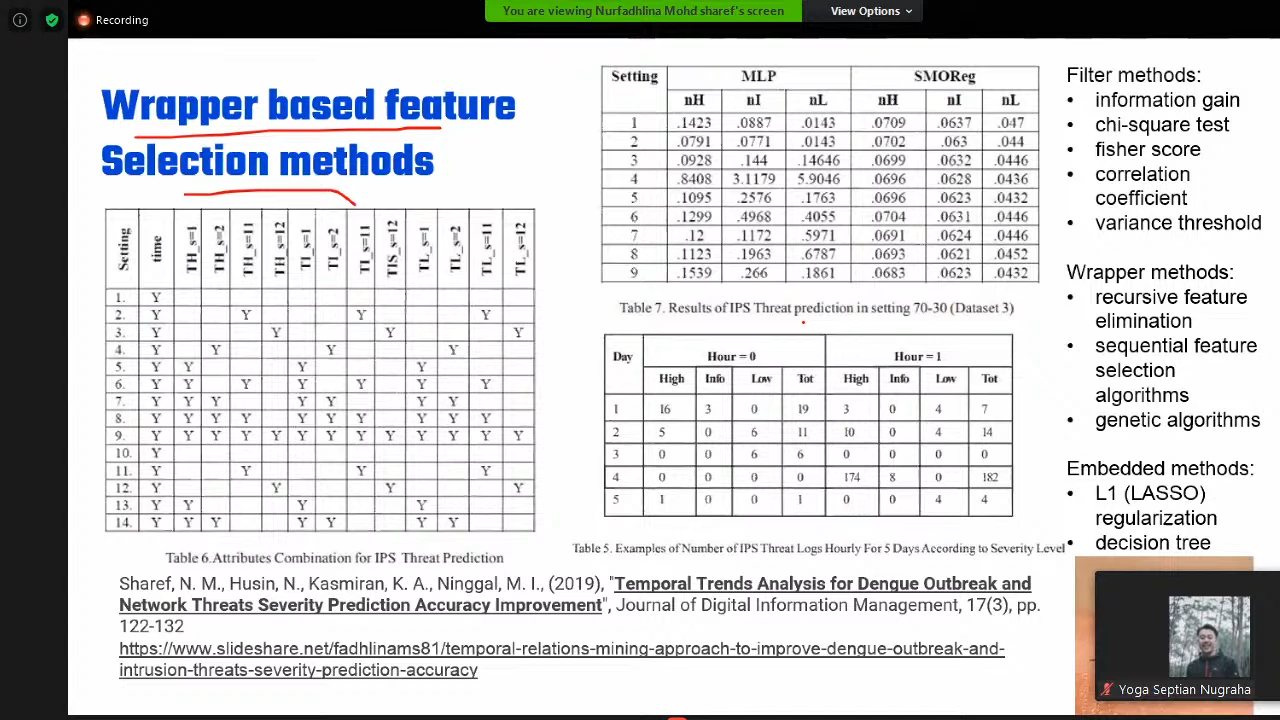 Recording
You are viewing Nurfadhlina Mohd sharef's screen
View Options
Wrapper based feature
Selection methods
Setting time TH_s=1 TH_s=2 TH_s=11 TH_s=12 TI_s=1 TI_s=2 TI_s=11 TIS_s=12 TL_s=1 TL_s=2 TL_s=11 TL_s=12
1. Y
2. Y Y Y Y
3. Y Y Y Y
4. Y Y Y Y
5. Y Y Y Y
6. Y Y Y Y Y Y Y
7. Y Y Y Y Y Y Y
8. Y Y Y Y Y Y Y Y Y Y
9. Y Y Y Y Y Y Y Y Y Y Y Y Y
10. Y
11. Y Y Y Y
12. Y Y Y Y
13. Y Y Y Y
14. Y Y Y Y Y Y Y
Table 6.Attributes Combination for IPS Threat Prediction
Setting MLP SMOReg
nH nI nL nH nI nL
1 .1423 .0887 .0143 .0709 .0637 .047
2 .0791 .0771 .0143 .0702 .063 .044
3 .0928 .144 .14646 .0699 .0632 .0446
4 .8408 3.1179 5.9046 .0696 .0628 .0436
5 .1095 .2576 .1763 .0696 .0623 .0432
6 .1299 .4968 .4055 .0704 .0631 .0446
7 .12 .1172 .5971 .0691 .0624 .0446
8 .1123 .1963 .6787 .0693 .0621 .0452
9 .1539 .266 .1861 .0683 .0623 .0432
Table 7. Results of IPS Threat prediction in setting 70-30 (Dataset 3)
Day Hour = 0 Hour = 1
High Info Low Tot High Info Low Tot
1 16 3 0 19 3 0 4 7
2 5 0 6 11 10 0 4 14
3 0 0 6 6 0 0 0 0
4 0 0 0 0 174 8 0 182
5 1 0 0 1 0 0 4 4
Table 5. Examples of Number of IPS Threat Logs Hourly For 5 Days According to Severity Level
Sharef, N. M., Husin, N., Kasmiran, K. A., Ninggal, M. I., (2019), "Temporal Trends Analysis for Dengue Outbreak and
Network Threats Severity Prediction Accuracy Improvement", Journal of Digital Information Management, 17(3), pp.
122-132
https://www.slideshare.net/fadhlinams81/temporal-relations-mining-approach-to-improve-dengue-outbreak-and-
intrusion-threats-severity-prediction-accuracy
Filter methods:
• information gain
• chi-square test
• fisher score
• correlation
coefficient
• variance threshold
Wrapper methods:
• recursive feature
elimination
• sequential feature
selection
algorithms
• genetic algorithms
Embedded methods:
• L1 (LASSO)
regularization
• decision tree
Yoga Septian Nugraha